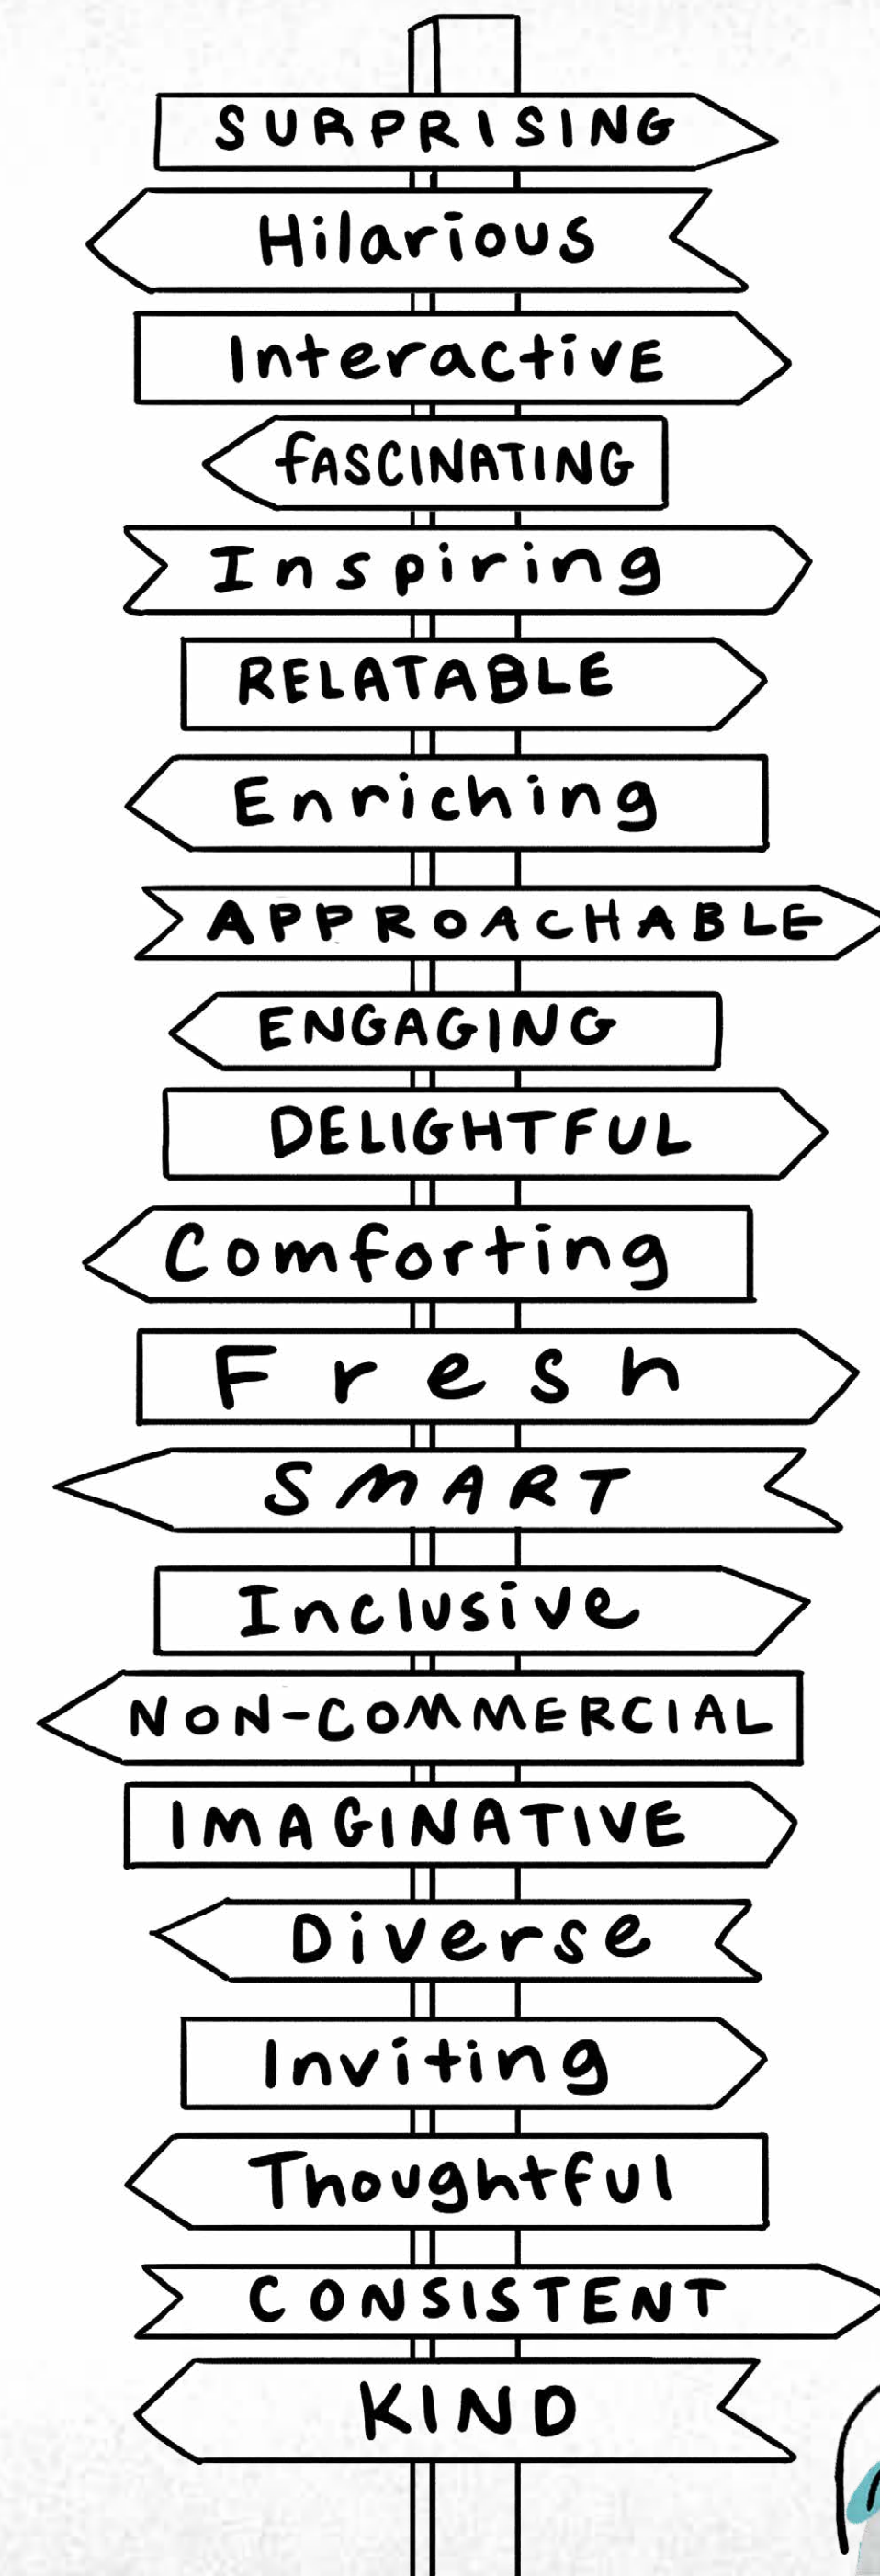 SURPRISING
Hilarious
InteractivE
fASCINATING
Inspiring
RELATABLE
Enriching
APPROACHABLE
ENGAGING
DELIGHTFUL
Comforting
Fresh
SMART
Inclusive
NON-COMMERCIAL
IMAGINATIVE
Diverse
Inviting
Thoughtful
CONSISTENT
KIND